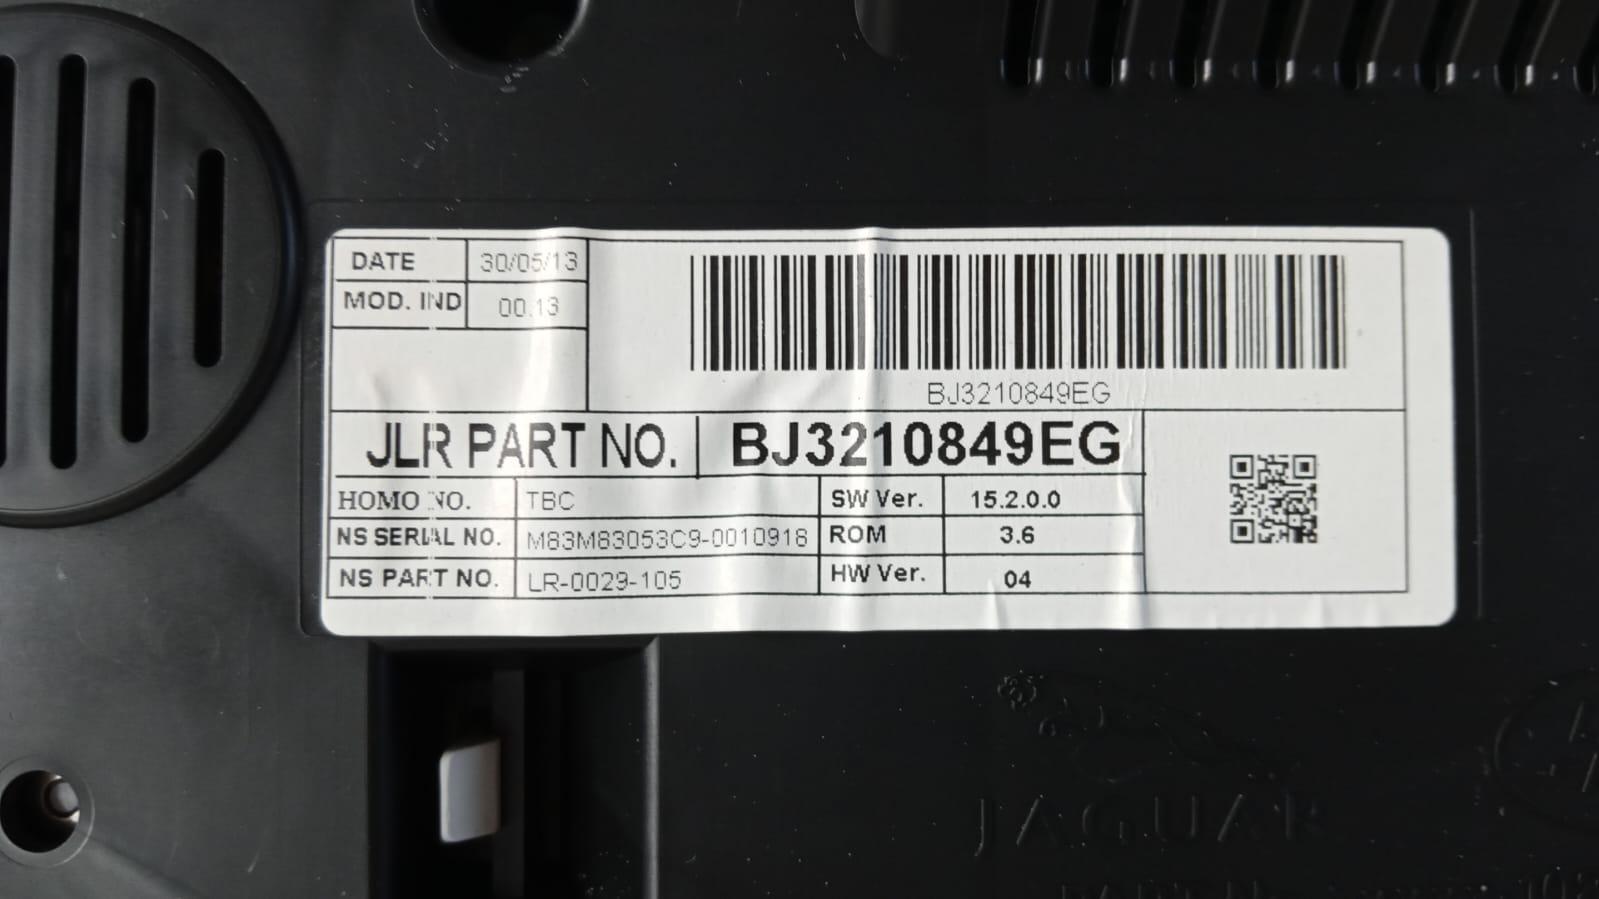 DATE 30/05/13
MOD. IND 00.13
BJ3210849EG
JLR PART NO. BJ3210849EG
HOMO NO. TBC SW Ver. 15.2.0.0
NS SERIAL NO. M83M83053C9-0010918 ROM 3.6
NS PART NO. LR-0029-105 HW Ver. 04
JAGUAR